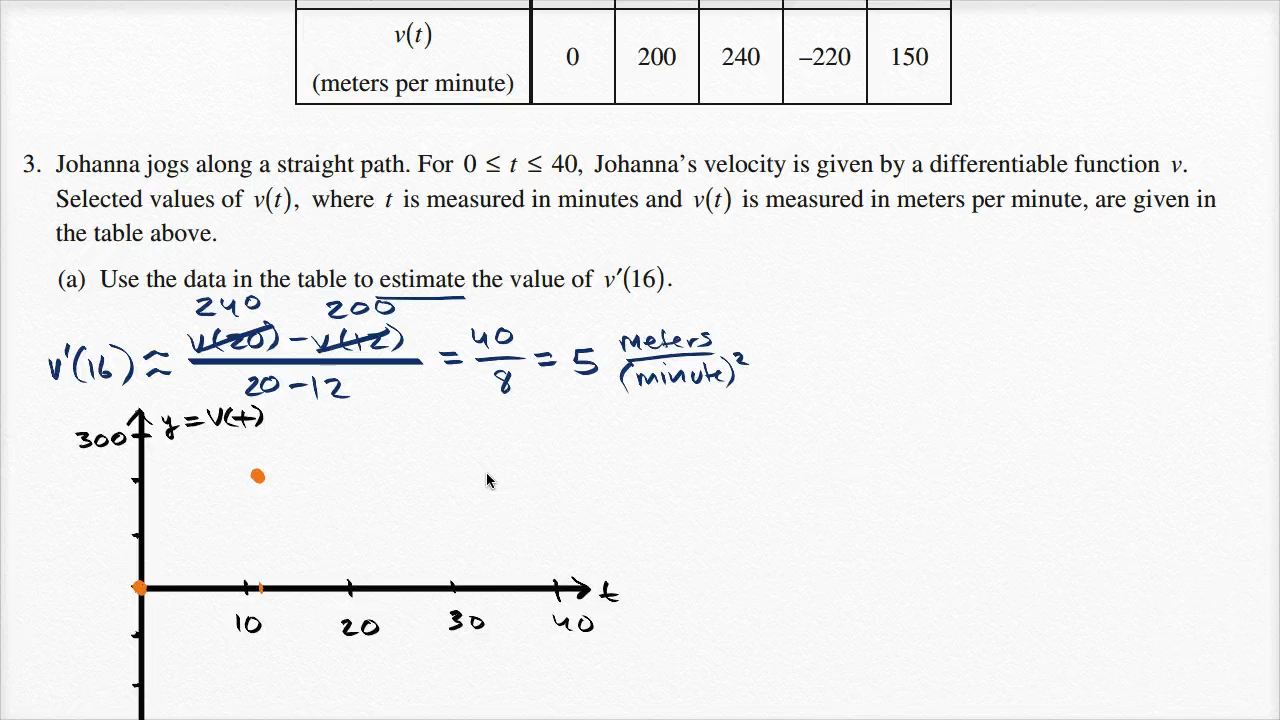 v(t)
(meters per minute)
0 200 240 –220 150
3. Johanna jogs along a straight path. For 0 ≤ t ≤ 40, Johanna’s velocity is given by a differentiable function v.
Selected values of v(t), where t is measured in minutes and v(t) is measured in meters per minute, are given in
the table above.
(a) Use the data in the table to estimate the value of v′(16).
240 200
v(20) - v(12)
v'(16) ≈ = 40/8 = 5 meters/(minute)²
20 - 12
y = v(t)
300
t
10 20 30 40